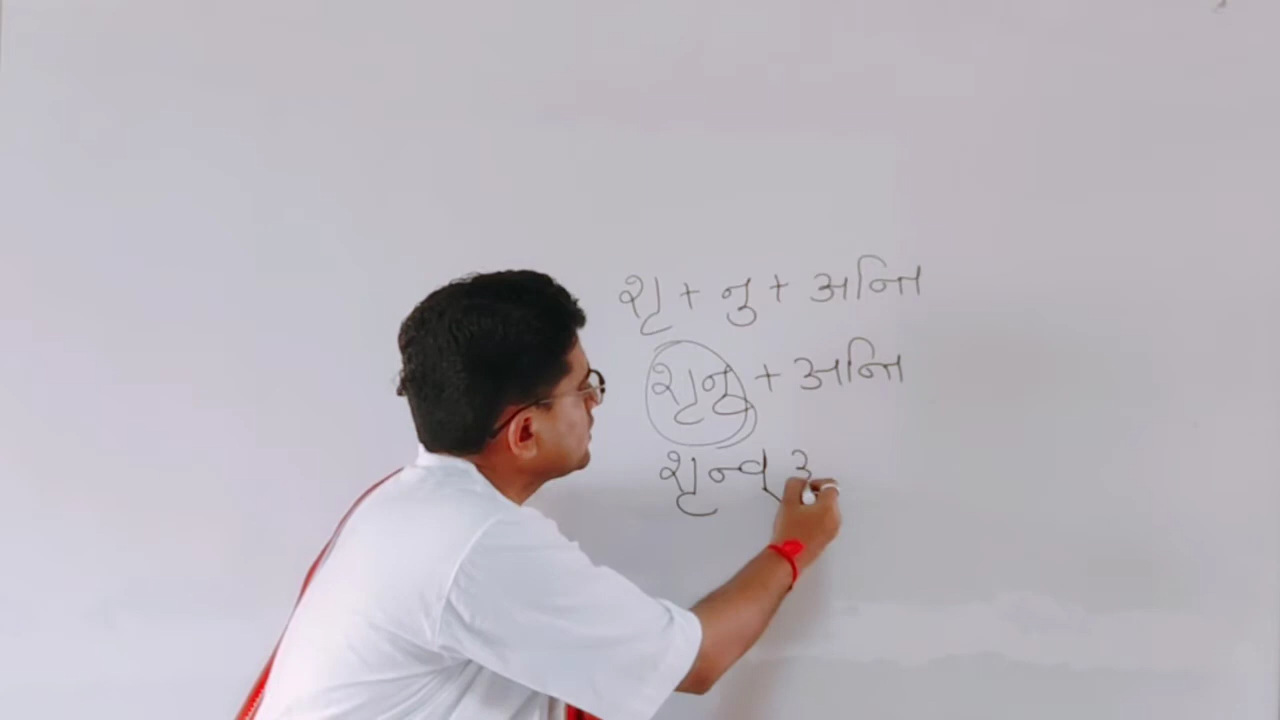 शृ + नु + अन्ति
शृनु + अन्ति
शृन्व्